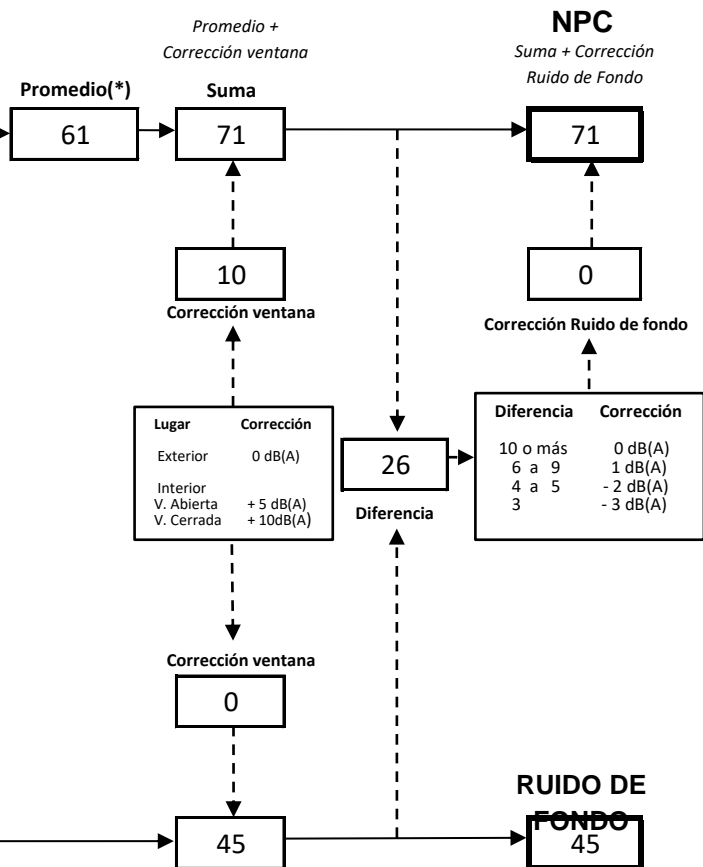 Promedio +
Corrección ventana
NPC
Suma + Corrección
Ruido de Fondo
Promedio(*)
Suma
61
71
71
10
0
Corrección ventana
Corrección Ruido de fondo
Lugar Corrección
Exterior 0 dB(A)
Interior
V. Abierta + 5 dB(A)
V. Cerrada + 10dB(A)
26
Diferencia
Diferencia Corrección
10 o más 0 dB(A)
6 a 9 1 dB(A)
4 a 5 - 2 dB(A)
3 - 3 dB(A)
Corrección ventana
0
RUIDO DE
FONDO
45
45